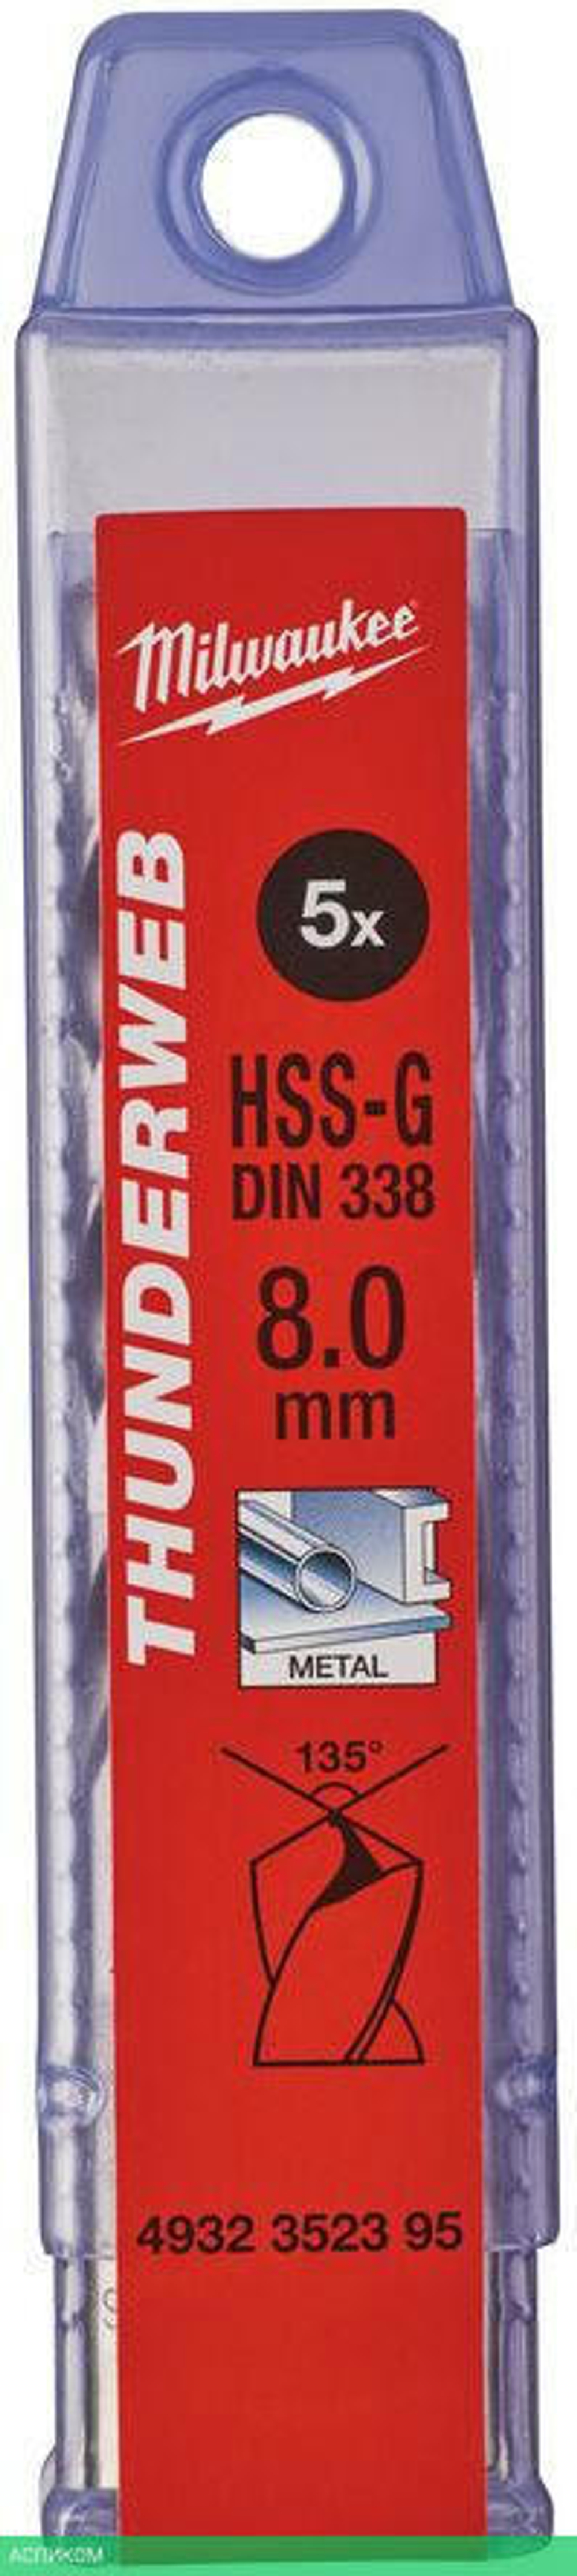 Milwaukee
THUNDERWEB
5x
HSS-G
DIN 338
8.0
mm
METAL
135°
4932 3523 95
АСПИКОМ